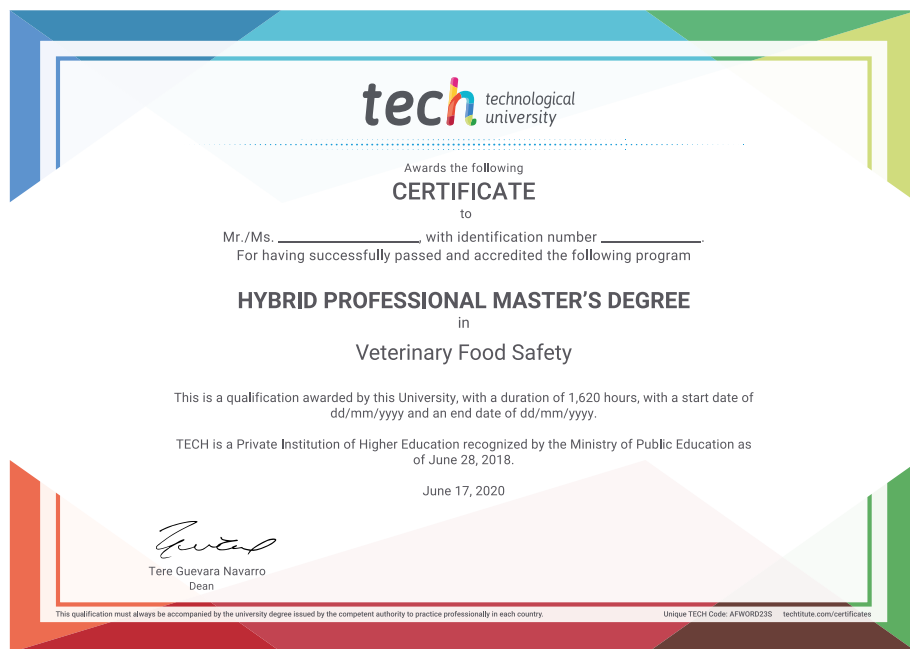 tech technological
university
Awards the following
CERTIFICATE
to
Mr./Ms. ____________, with identification number ____________.
For having successfully passed and accredited the following program
HYBRID PROFESSIONAL MASTER'S DEGREE
in
Veterinary Food Safety
This is a qualification awarded by this University, with a duration of 1,620 hours, with a start date of
dd/mm/yyyy and an end date of dd/mm/yyyy.
TECH is a Private Institution of Higher Education recognized by the Ministry of Public Education as
of June 28, 2018.
June 17, 2020
Tere Guevara Navarro
Dean
This qualification must always be accompanied by the university degree issued by the competent authority to practice professionally in each country.
Unique TECH Code: AFWORD23S techtitute.com/certificates